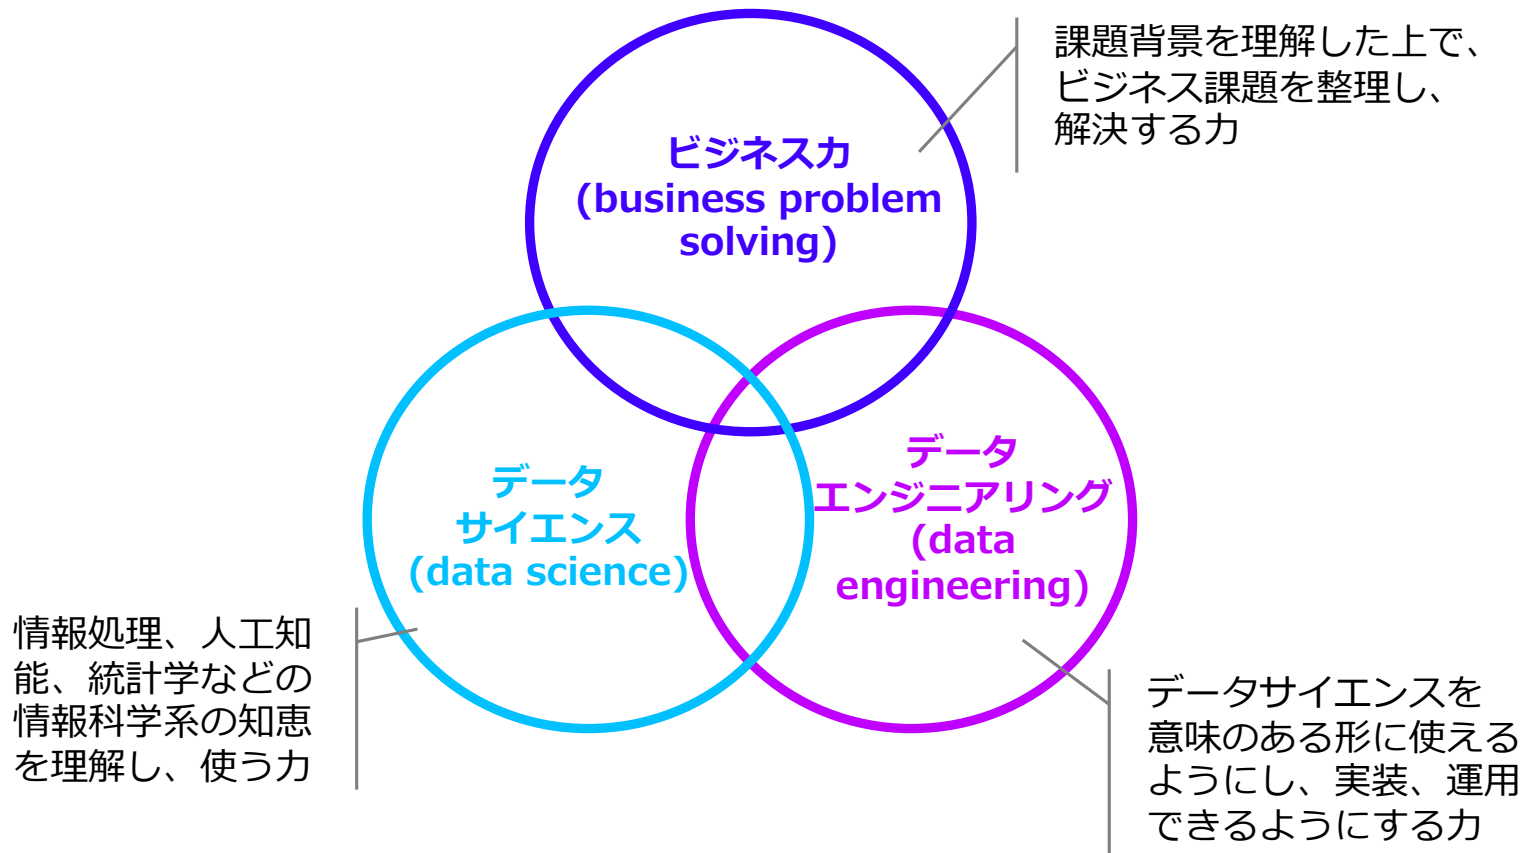 課題背景を理解した上で、
ビジネス課題を整理し、
解決する力
ビジネス力
(business problem
solving)
データ
サイエンス
(data science)
データ
エンジニアリング
(data
engineering)
情報処理、人工知
能、統計学などの
情報科学系の知恵
を理解し、使う力
データサイエンスを
意味のある形に使える
ようにし、実装、運用
できるようにする力